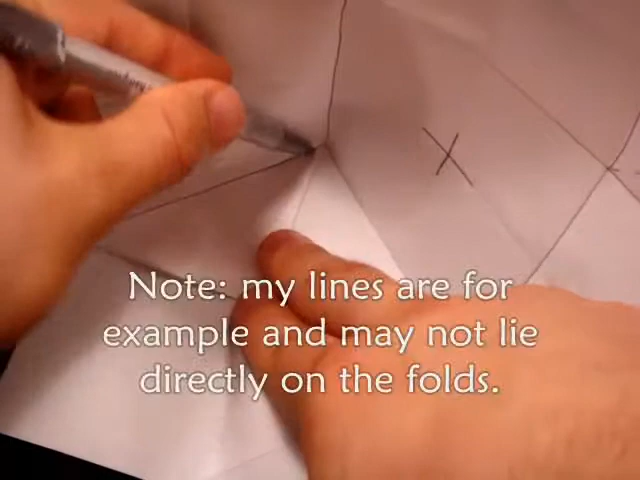 Note: my lines are for
example and may not lie
directly on the folds.